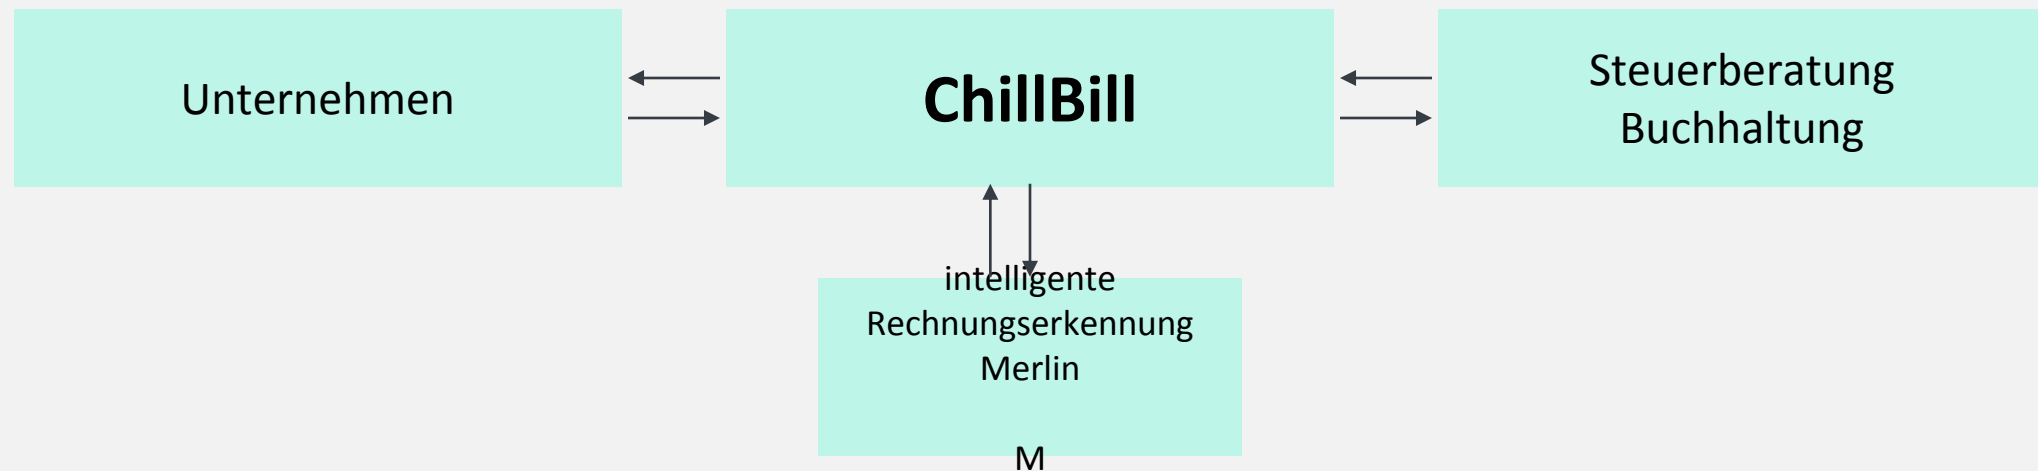 Unternehmen
ChillBill
Steuerberatung
Buchhaltung
intelligente
Rechnungserkennung
Merlin
M